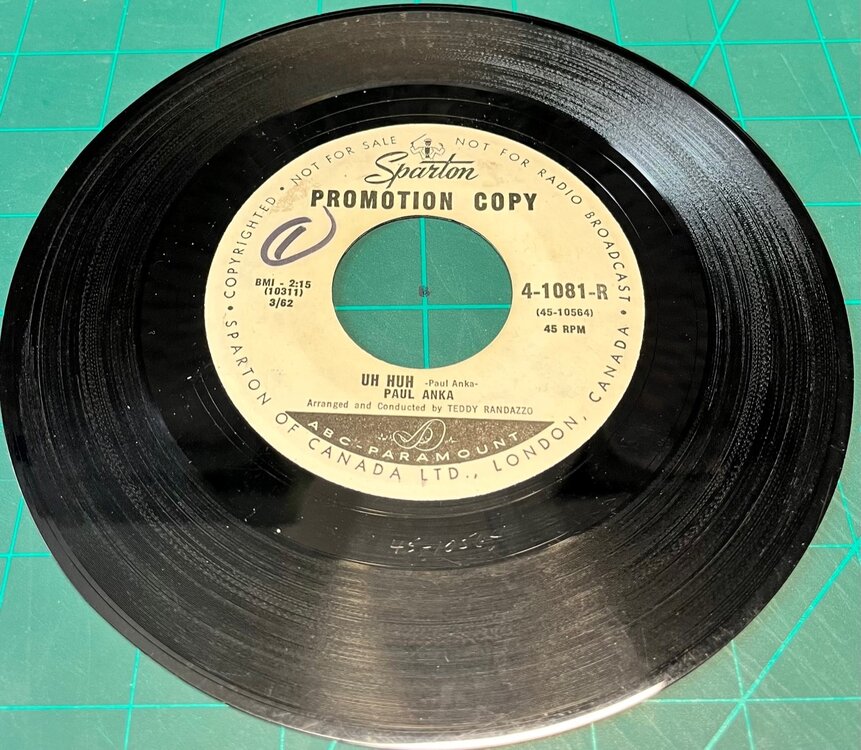 COPYRIGHTED • NOT FOR SALE NOT FOR RADIO BROADCAST •
Sparton
PROMOTION COPY
1
BMI - 2:15
(10311)
3/62
4-1081-R
(45-10564)
45 RPM
UH HUH -Paul Anka-
PAUL ANKA
Arranged and Conducted by TEDDY RANDAZZO
ABC-PARAMOUNT
SPARTON OF CANADA LTD., LONDON, CANADA •